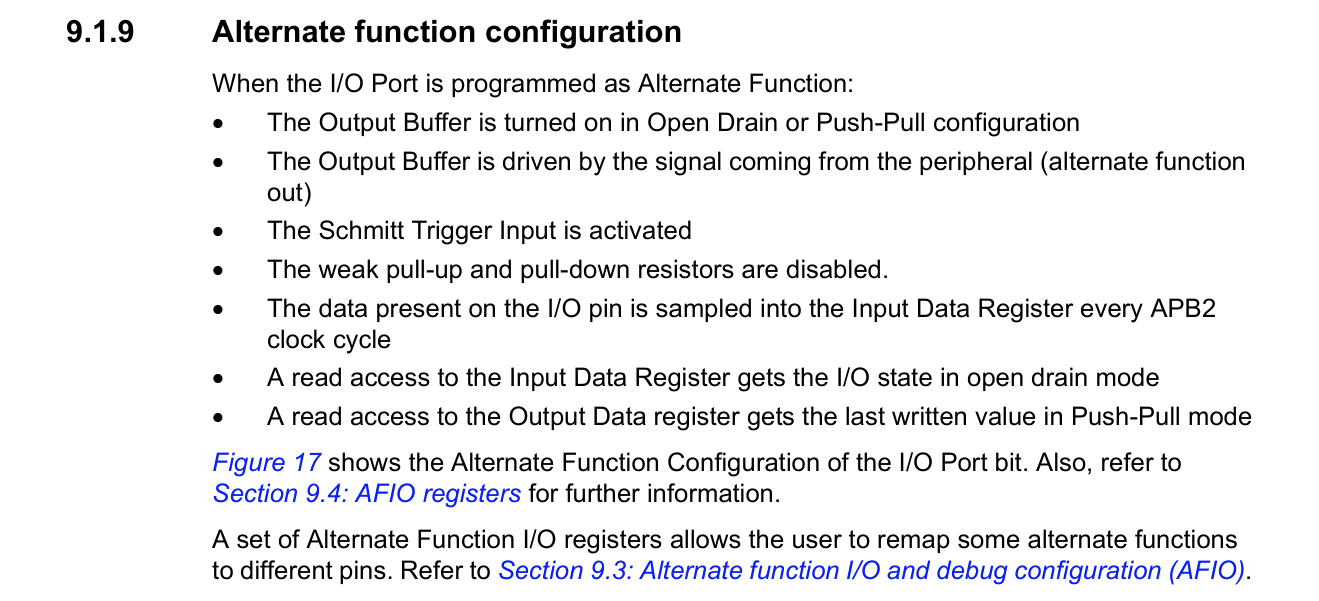 9.1.9 Alternate function configuration
When the I/O Port is programmed as Alternate Function:
• The Output Buffer is turned on in Open Drain or Push-Pull configuration
• The Output Buffer is driven by the signal coming from the peripheral (alternate function
out)
• The Schmitt Trigger Input is activated
• The weak pull-up and pull-down resistors are disabled.
• The data present on the I/O pin is sampled into the Input Data Register every APB2
clock cycle
• A read access to the Input Data Register gets the I/O state in open drain mode
• A read access to the Output Data register gets the last written value in Push-Pull mode
Figure 17 shows the Alternate Function Configuration of the I/O Port bit. Also, refer to
Section 9.4: AFIO registers for further information.
A set of Alternate Function I/O registers allows the user to remap some alternate functions
to different pins. Refer to Section 9.3: Alternate function I/O and debug configuration (AFIO).